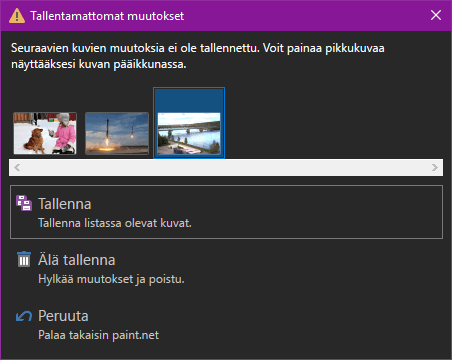 Tallentamattomat muutokset
Seuraavien kuvien muutoksia ei ole tallennettu. Voit painaa pikkukuvaa
näyttääksesi kuvan pääikkunassa.
Tallenna
Tallenna listassa olevat kuvat.
Älä tallenna
Hylkää muutokset ja poistu.
Peruuta
Palaa takaisin paint.net